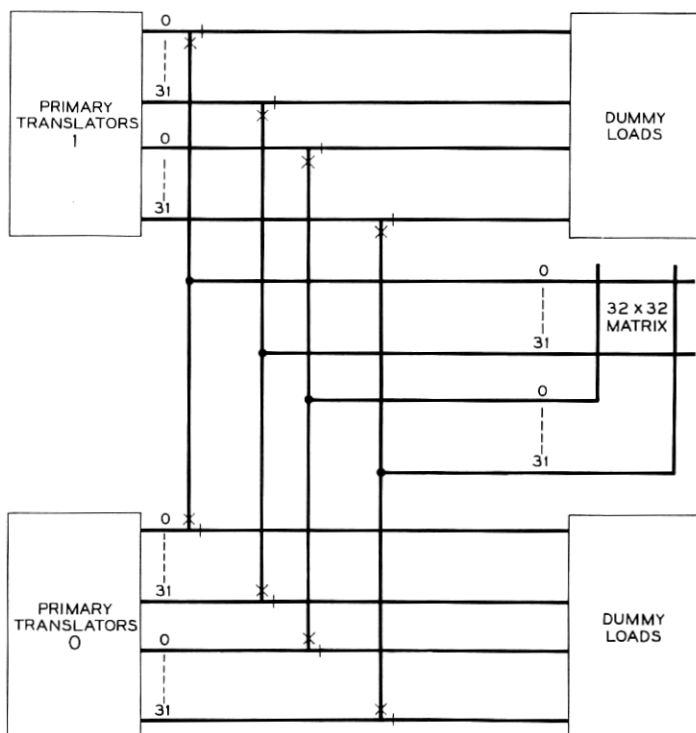 0
31
PRIMARY
TRANSLATORS
1
0
31
DUMMY
LOADS
0
32 x 32
MATRIX
31
0
31
0
31
PRIMARY
TRANSLATORS
0
0
31
DUMMY
LOADS